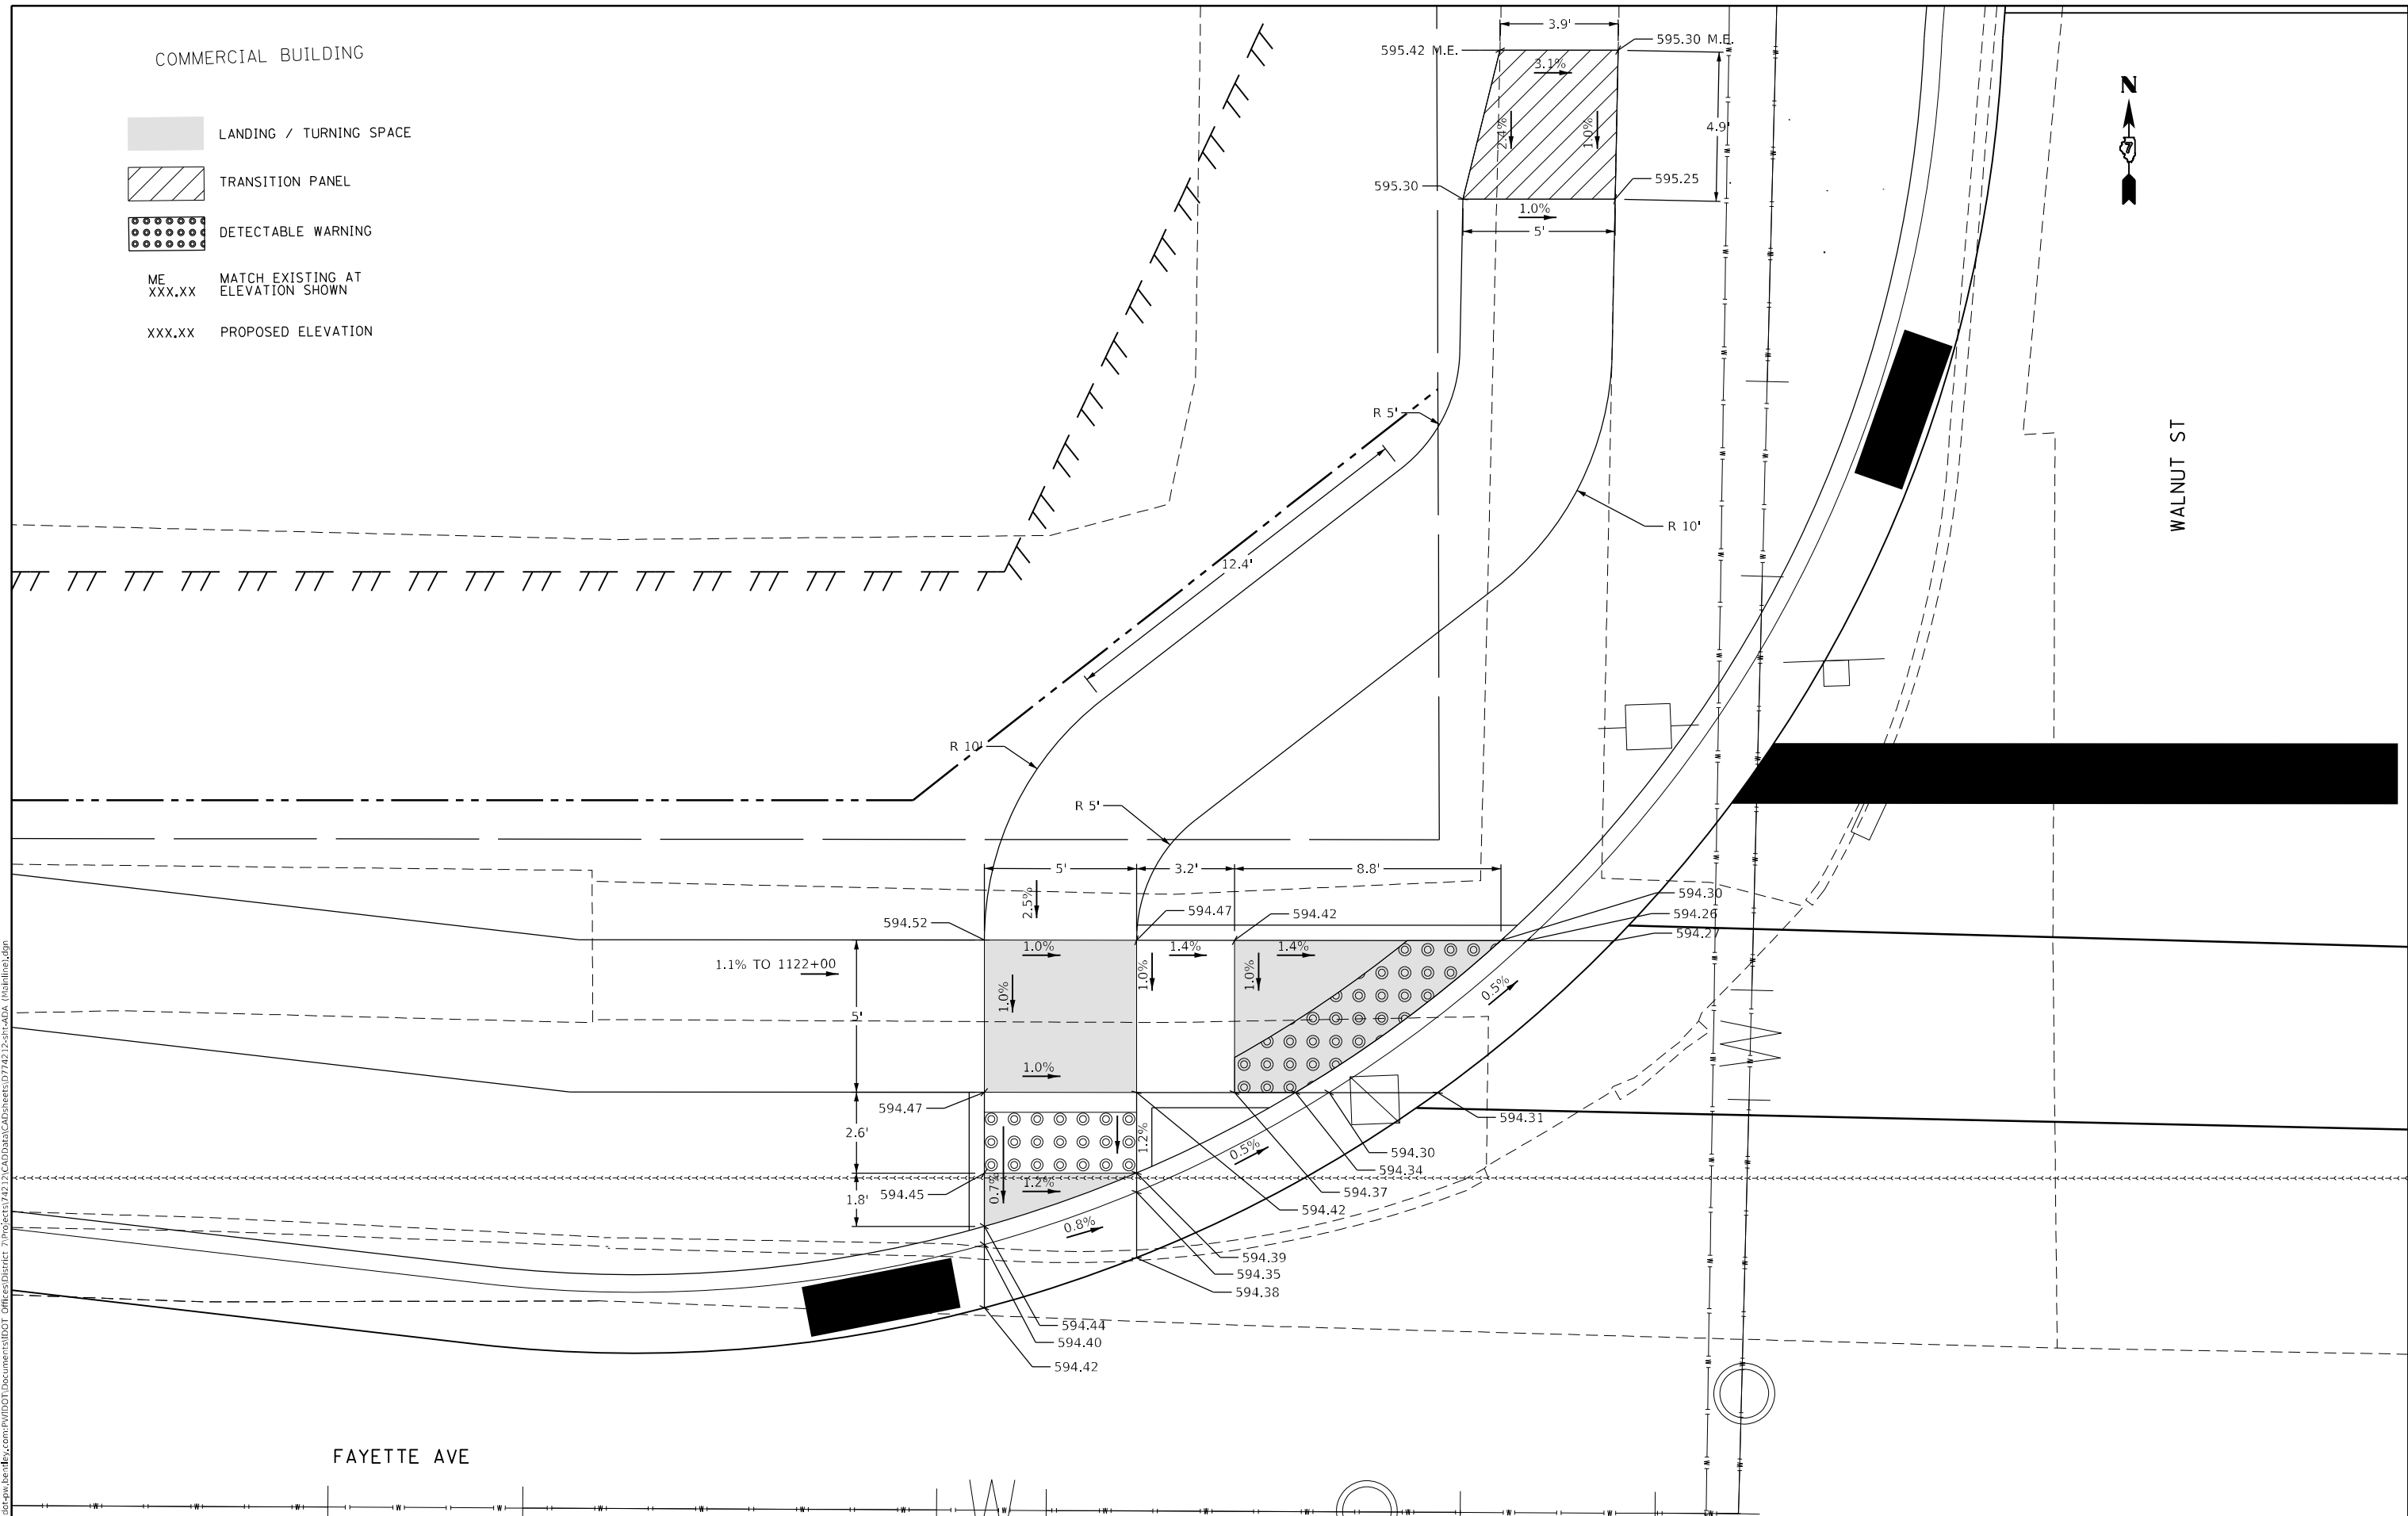 COMMERCIAL BUILDING
LANDING / TURNING SPACE
TRANSITION PANEL
DETECTABLE WARNING
ME
XXX.XX
MATCH EXISTING AT
ELEVATION SHOWN
XXX.XX
PROPOSED ELEVATION
3.9'
595.42 M.E.
595.30 M.E.
3.1%
2.4%
1.0%
4.9'
595.30
595.25
1.0%
5'
N
7
WALNUT ST
R 5'
R 10'
12.4'
R 10'
R 5'
5'
3.2'
8.8'
2.5%
594.52
594.47
594.42
594.30
594.26
594.27
1.0%
1.4%
1.4%
1.1% TO 1122+00
1.0%
1.0%
1.0%
0.5%
5'
1.0%
594.47
594.31
2.6'
1.2%
0.5%
594.30
594.34
594.37
594.42
1.8'
594.45
0.7%
1.2%
0.8%
594.39
594.35
594.38
594.44
594.40
594.42
FAYETTE AVE